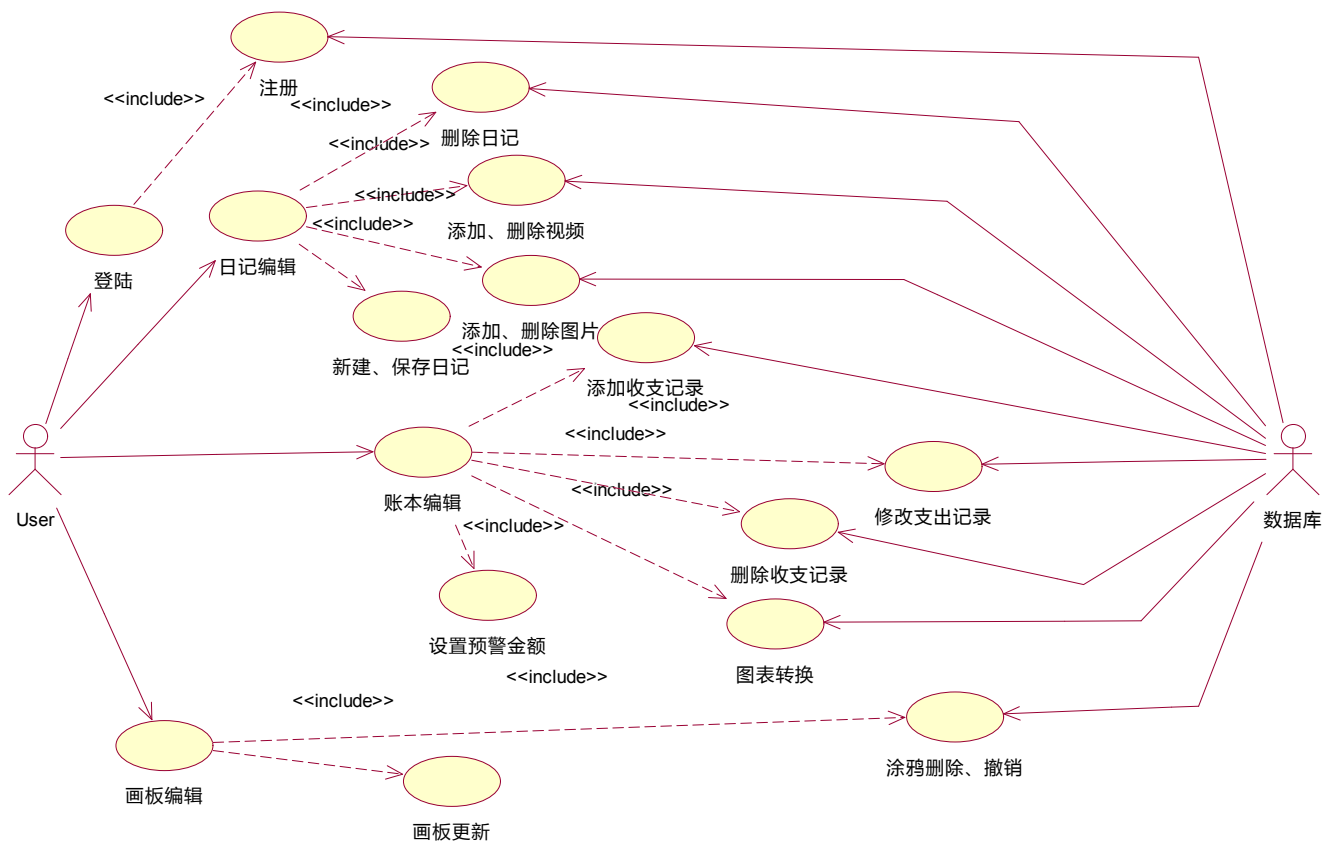 注册
<<include>>
<<include>>
删除日记
<<include>>
<<include>>
添加、删除视频
<<include>>
日记编辑
登陆
添加、删除图片
<<include>>
新建、保存日记
添加收支记录
<<include>>
<<include>>
账本编辑
<<include>>
修改支出记录
User
数据库
<<include>>
删除收支记录
设置预警金额
图表转换
<<include>>
<<include>>
涂鸦删除、撤销
画板编辑
画板更新